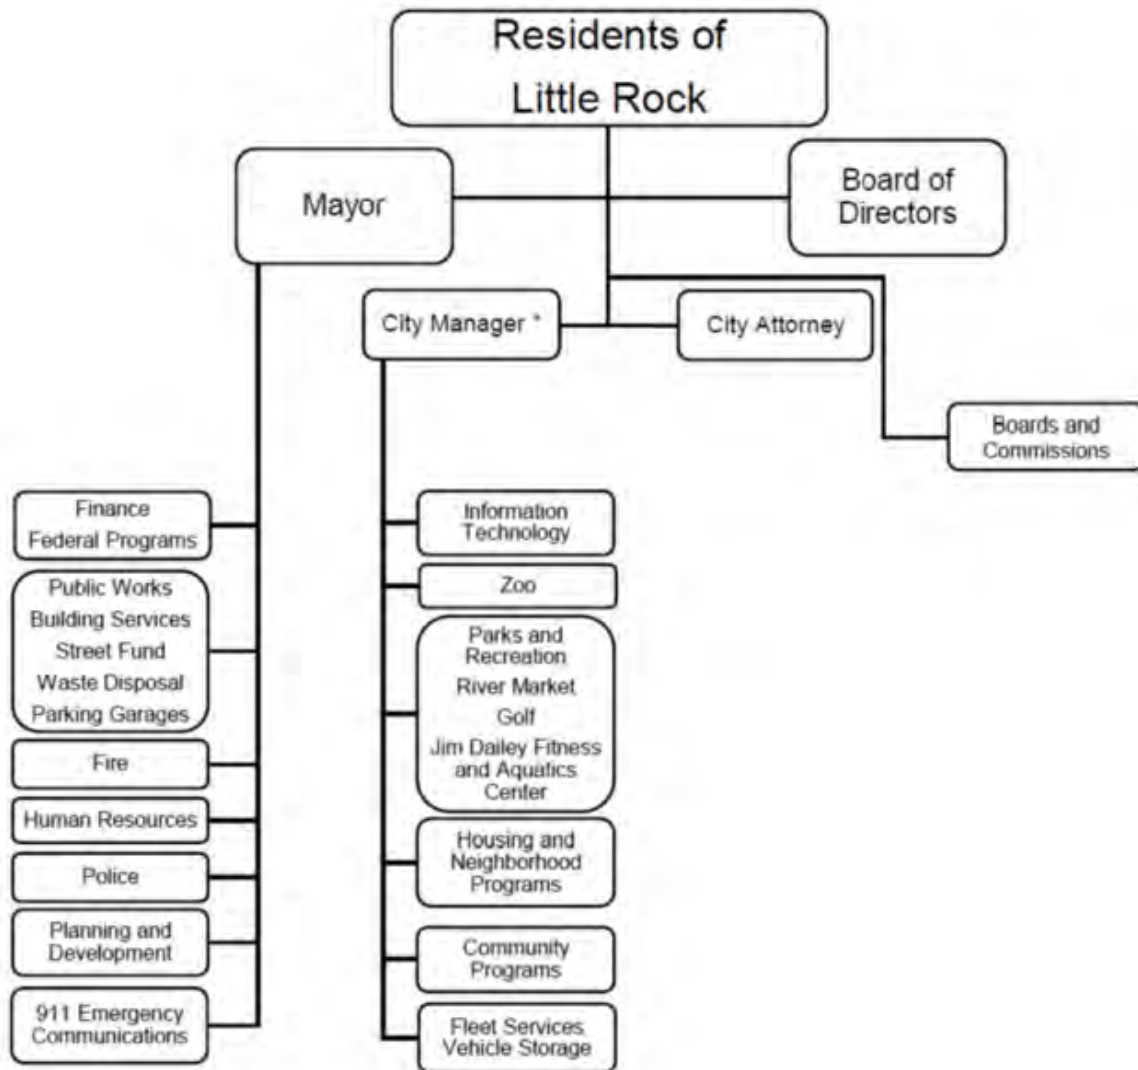 Residents of
Little Rock
Mayor
Board of
Directors
City Manager *
City Attorney
Boards and
Commissions
Finance
Federal Programs
Public Works
Building Services
Street Fund
Waste Disposal
Parking Garages
Fire
Human Resources
Police
Planning and
Development
911 Emergency
Communications
Information
Technology
Zoo
Parks and
Recreation
River Market
Golf
Jim Dailey Fitness
and Aquatics
Center
Housing and
Neighborhood
Programs
Community
Programs
Fleet Services
Vehicle Storage